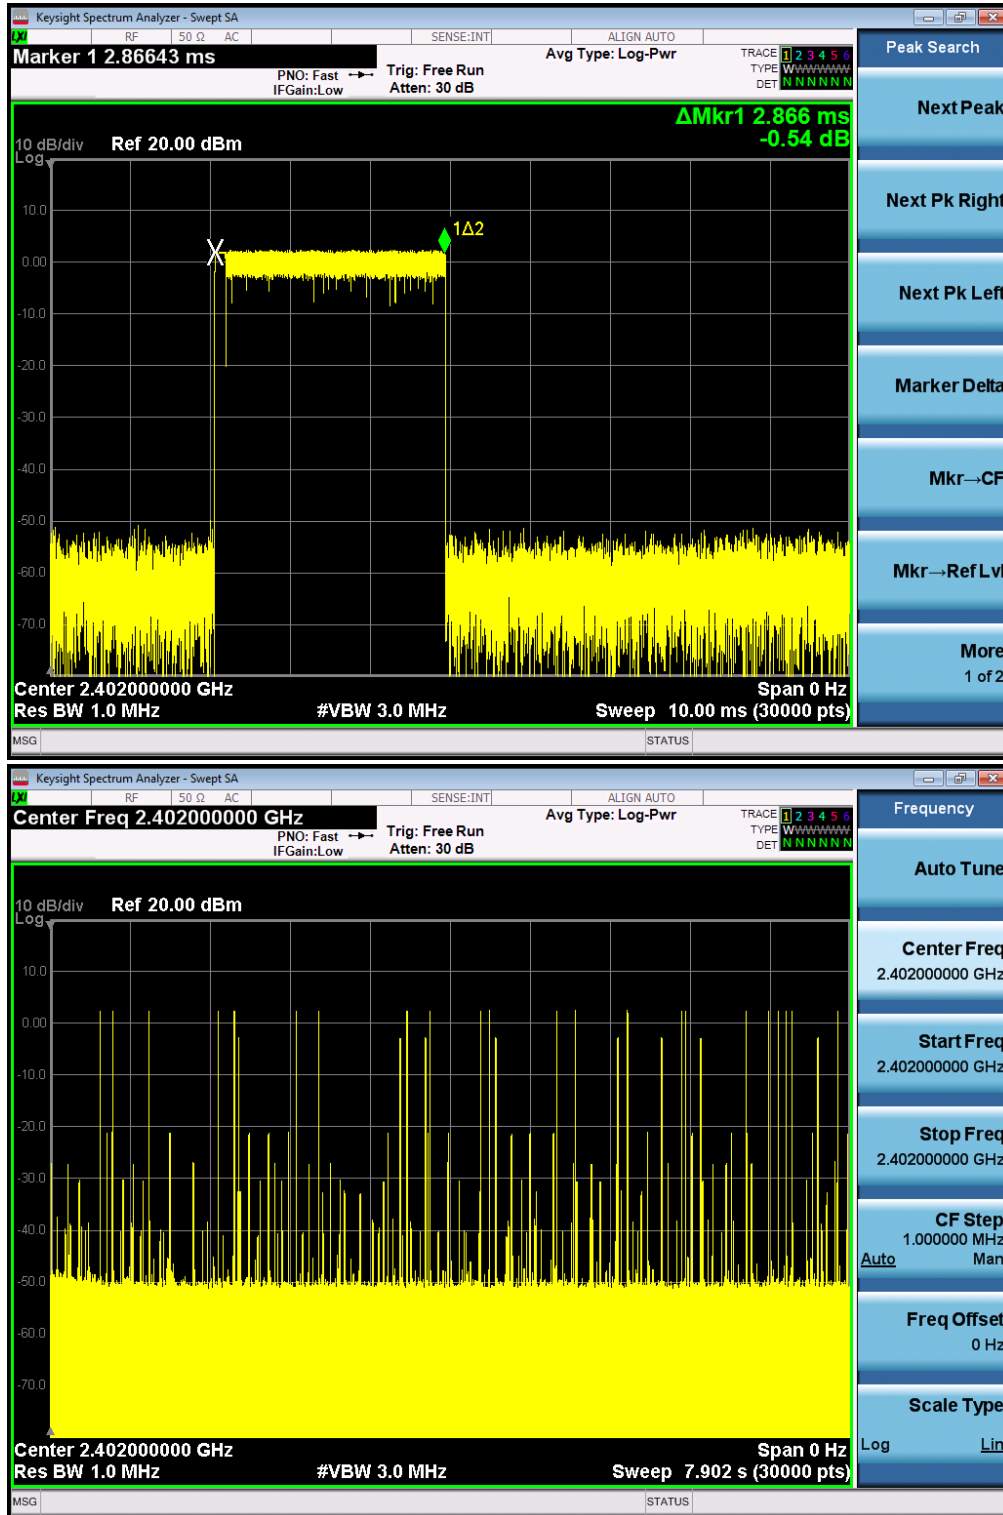 Keysight Spectrum Analyzer - Swept SA
LXI RF 50 Ω AC SENSE:INT ALIGN AUTO
Marker 1 2.86643 ms
PNO: Fast
IFGain:Low
Trig: Free Run
Atten: 30 dB
Avg Type: Log-Pwr
TRACE 1 2 3 4 5 6
TYPE W
DET N N N N N N
ΔMkr1 2.866 ms
-0.54 dB
10 dB/div Ref 20.00 dBm
Log
10.0
1Δ2
0.00
-10.0
-20.0
-30.0
-40.0
-50.0
-60.0
-70.0
Center 2.402000000 GHz Span 0 Hz
Res BW 1.0 MHz #VBW 3.0 MHz Sweep 10.00 ms (30000 pts)
MSG STATUS
Peak Search
Next Peak
Next Pk Right
Next Pk Left
Marker Delta
Mkr→CF
Mkr→Ref Lvl
More
1 of 2
Keysight Spectrum Analyzer - Swept SA
LXI RF 50 Ω AC SENSE:INT ALIGN AUTO
Center Freq 2.402000000 GHz
PNO: Fast
IFGain:Low
Trig: Free Run
Atten: 30 dB
Avg Type: Log-Pwr
TRACE 1 2 3 4 5 6
TYPE W
DET N N N N N N
10 dB/div Ref 20.00 dBm
Log
10.0
0.00
-10.0
-20.0
-30.0
-40.0
-50.0
-60.0
-70.0
Center 2.402000000 GHz Span 0 Hz
Res BW 1.0 MHz #VBW 3.0 MHz Sweep 7.902 s (30000 pts)
MSG STATUS
Frequency
Auto Tune
Center Freq
2.402000000 GHz
Start Freq
2.402000000 GHz
Stop Freq
2.402000000 GHz
CF Step
1.000000 MHz
Auto Man
Freq Offset
0 Hz
Scale Type
Log Lin